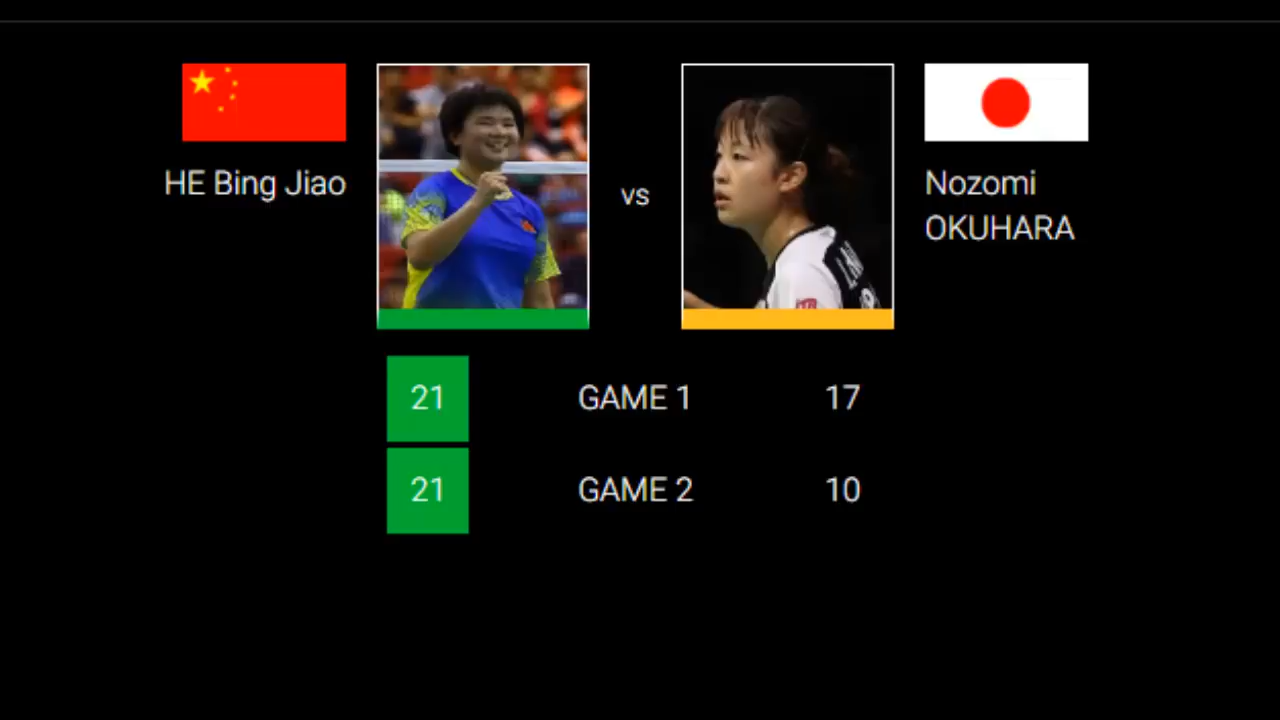 HE Bing Jiao
vs
Nozomi
OKUHARA
21 GAME 1 17
21 GAME 2 10